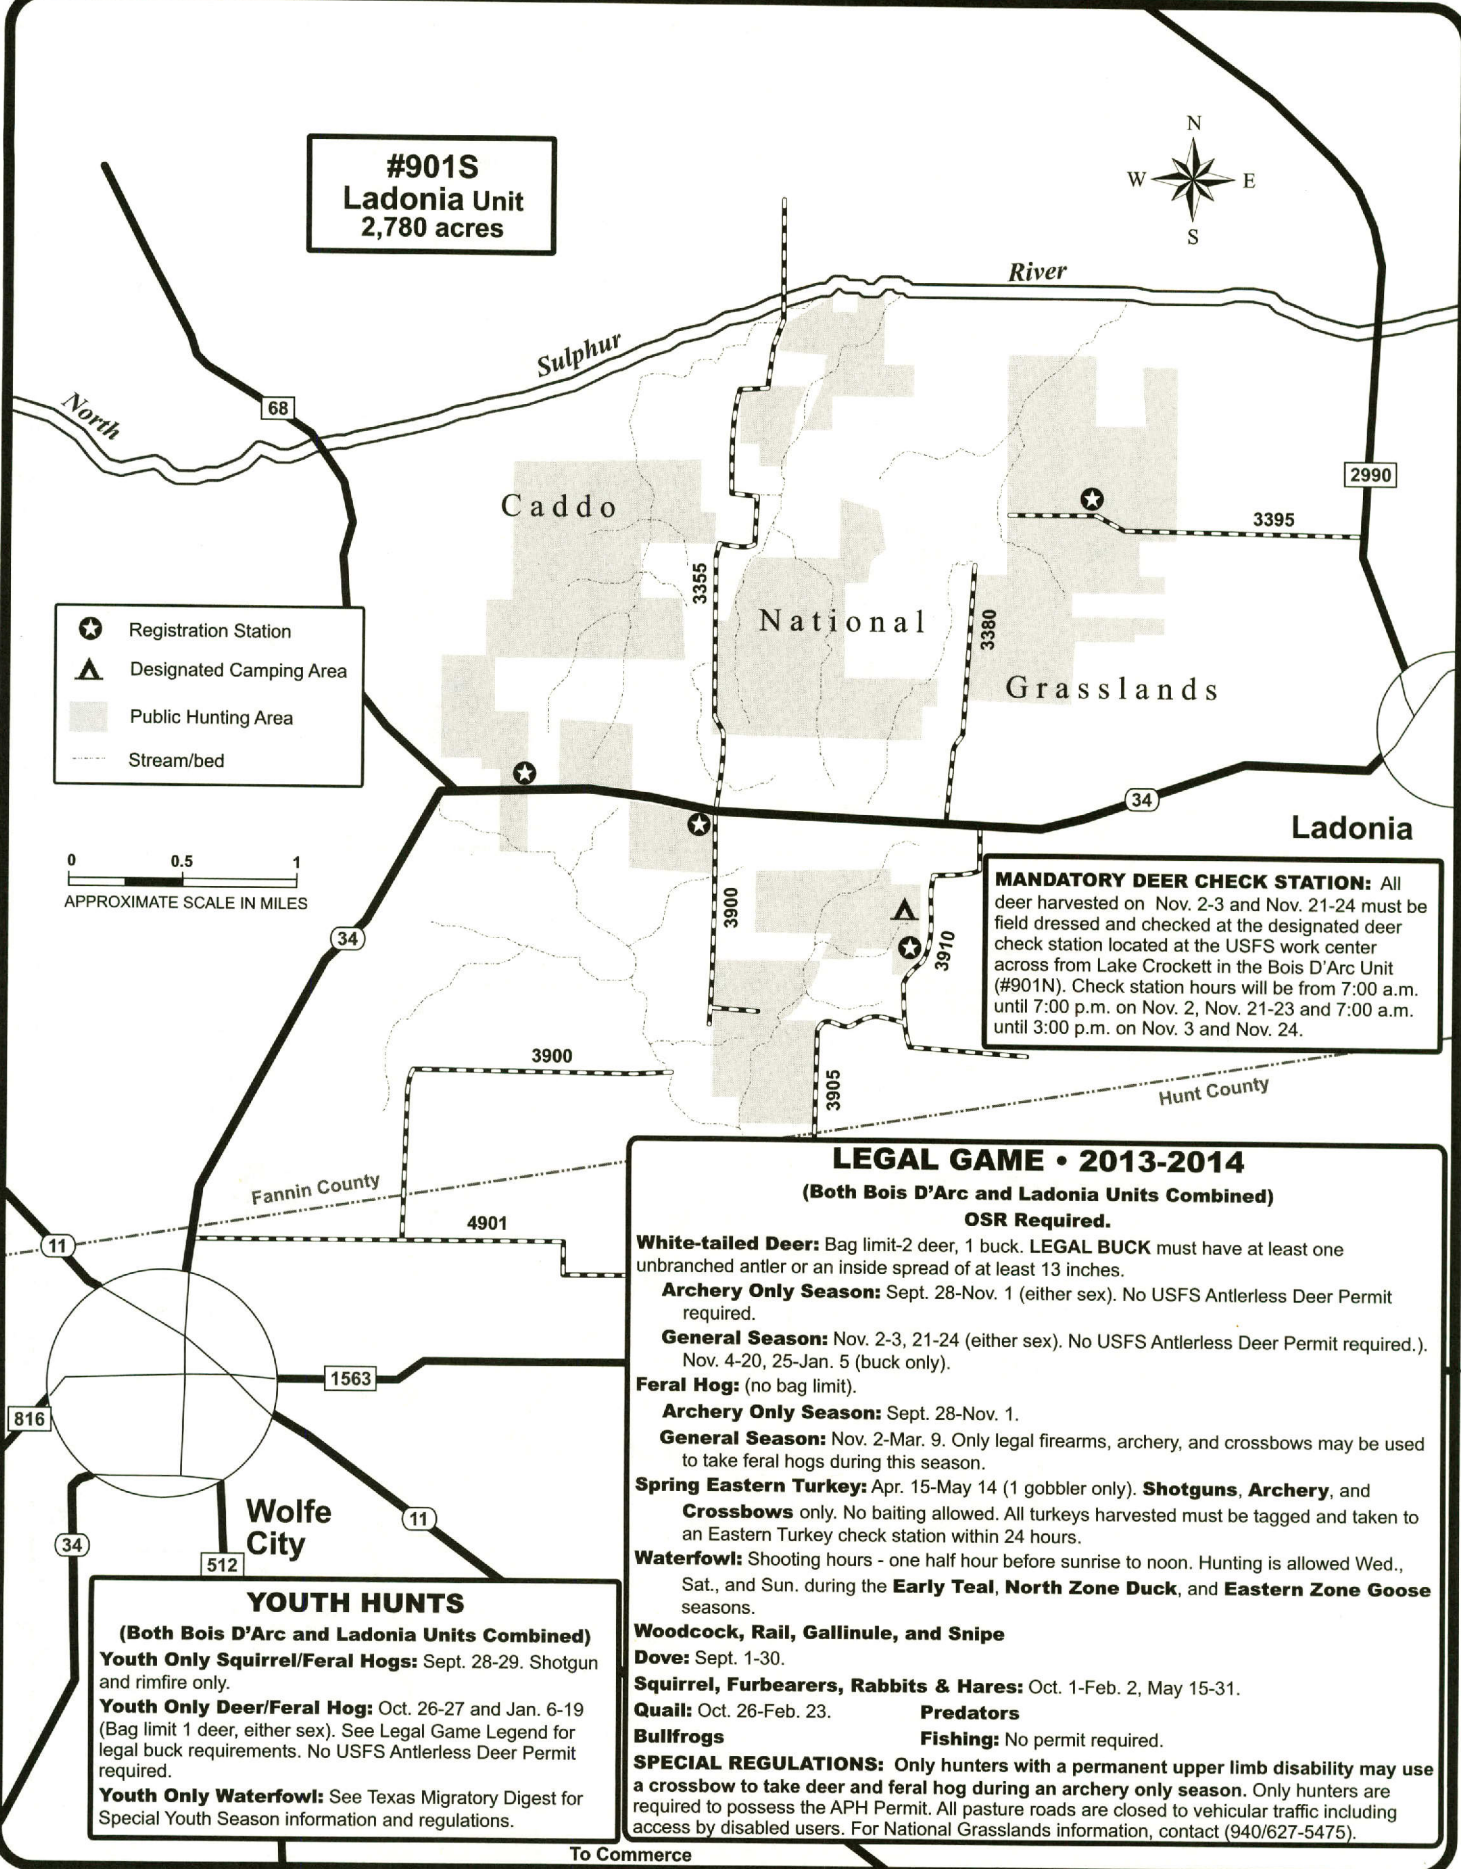 #901S
Ladonia Unit
2,780 acres
N
W E
S
River
Sulphur
North
68
2990
3395
Caddo
3355
National
3380
Grasslands
Registration Station
Designated Camping Area
Public Hunting Area
Stream/bed
34
Ladonia
0 0.5 1
APPROXIMATE SCALE IN MILES
34
3900
3910
MANDATORY DEER CHECK STATION: All
deer harvested on Nov. 2-3 and Nov. 21-24 must be
field dressed and checked at the designated deer
check station located at the USFS work center
across from Lake Crockett in the Bois D'Arc Unit
(#901N). Check station hours will be from 7:00 a.m.
until 7:00 p.m. on Nov. 2, Nov. 21-23 and 7:00 a.m.
until 3:00 p.m. on Nov. 3 and Nov. 24.
3900
3905
Hunt County
Fannin County
4901
11
1563
816
Wolfe
City
11
34
512
LEGAL GAME • 2013-2014
(Both Bois D'Arc and Ladonia Units Combined)
OSR Required.
White-tailed Deer: Bag limit-2 deer, 1 buck. LEGAL BUCK must have at least one
unbranched antler or an inside spread of at least 13 inches.
Archery Only Season: Sept. 28-Nov. 1 (either sex). No USFS Antlerless Deer Permit
required.
General Season: Nov. 2-3, 21-24 (either sex). No USFS Antlerless Deer Permit required.).
Nov. 4-20, 25-Jan. 5 (buck only).
Feral Hog: (no bag limit).
Archery Only Season: Sept. 28-Nov. 1.
General Season: Nov. 2-Mar. 9. Only legal firearms, archery, and crossbows may be used
to take feral hogs during this season.
Spring Eastern Turkey: Apr. 15-May 14 (1 gobbler only). Shotguns, Archery, and
Crossbows only. No baiting allowed. All turkeys harvested must be tagged and taken to
an Eastern Turkey check station within 24 hours.
Waterfowl: Shooting hours - one half hour before sunrise to noon. Hunting is allowed Wed.,
Sat., and Sun. during the Early Teal, North Zone Duck, and Eastern Zone Goose
seasons.
Woodcock, Rail, Gallinule, and Snipe
Dove: Sept. 1-30.
Squirrel, Furbearers, Rabbits & Hares: Oct. 1-Feb. 2, May 15-31.
Quail: Oct. 26-Feb. 23. Predators
Bullfrogs Fishing: No permit required.
SPECIAL REGULATIONS: Only hunters with a permanent upper limb disability may use
a crossbow to take deer and feral hog during an archery only season. Only hunters are
required to possess the APH Permit. All pasture roads are closed to vehicular traffic including
access by disabled users. For National Grasslands information, contact (940/627-5475).
YOUTH HUNTS
(Both Bois D'Arc and Ladonia Units Combined)
Youth Only Squirrel/Feral Hogs: Sept. 28-29. Shotgun
and rimfire only.
Youth Only Deer/Feral Hog: Oct. 26-27 and Jan. 6-19
(Bag limit 1 deer, either sex). See Legal Game Legend for
legal buck requirements. No USFS Antlerless Deer Permit
required.
Youth Only Waterfowl: See Texas Migratory Digest for
Special Youth Season information and regulations.
To Commerce